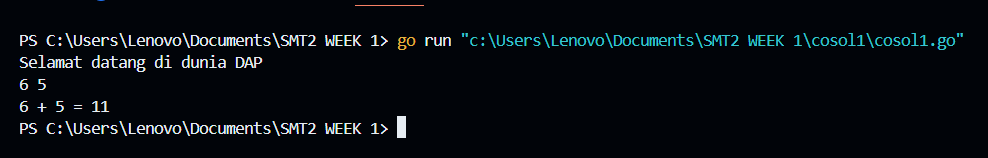 PS C:\Users\Lenovo\Documents\SMT2 WEEK 1> go run "c:\Users\Lenovo\Documents\SMT2 WEEK 1\cosol1\cosol1.go"
Selamat datang di dunia DAP
6 5
6 + 5 = 11
PS C:\Users\Lenovo\Documents\SMT2 WEEK 1>